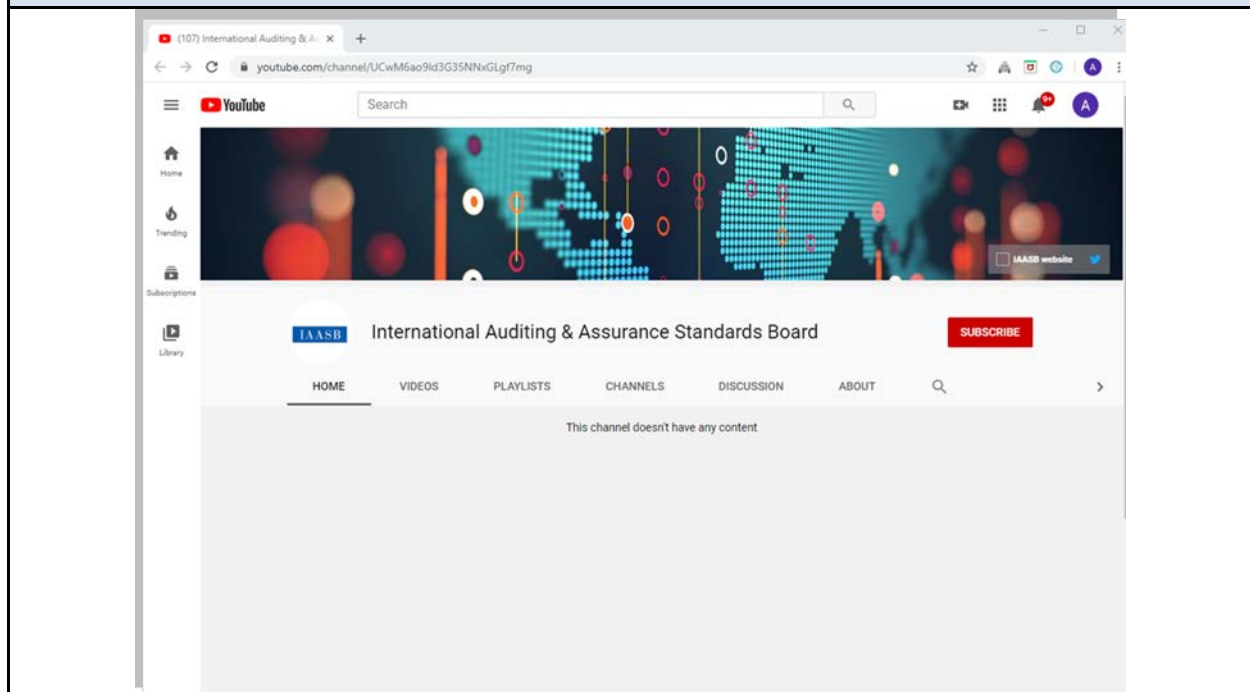 (107) International Auditing & A
youtube.com/channel/UCwM6ao9ld3G35NNxGLgf7mg
YouTube
Search
9+
A
A
Home
Trending
Subscriptions
Library
IAASB website
IAASB
International Auditing & Assurance Standards Board
SUBSCRIBE
HOME VIDEOS PLAYLISTS CHANNELS DISCUSSION ABOUT
This channel doesn't have any content